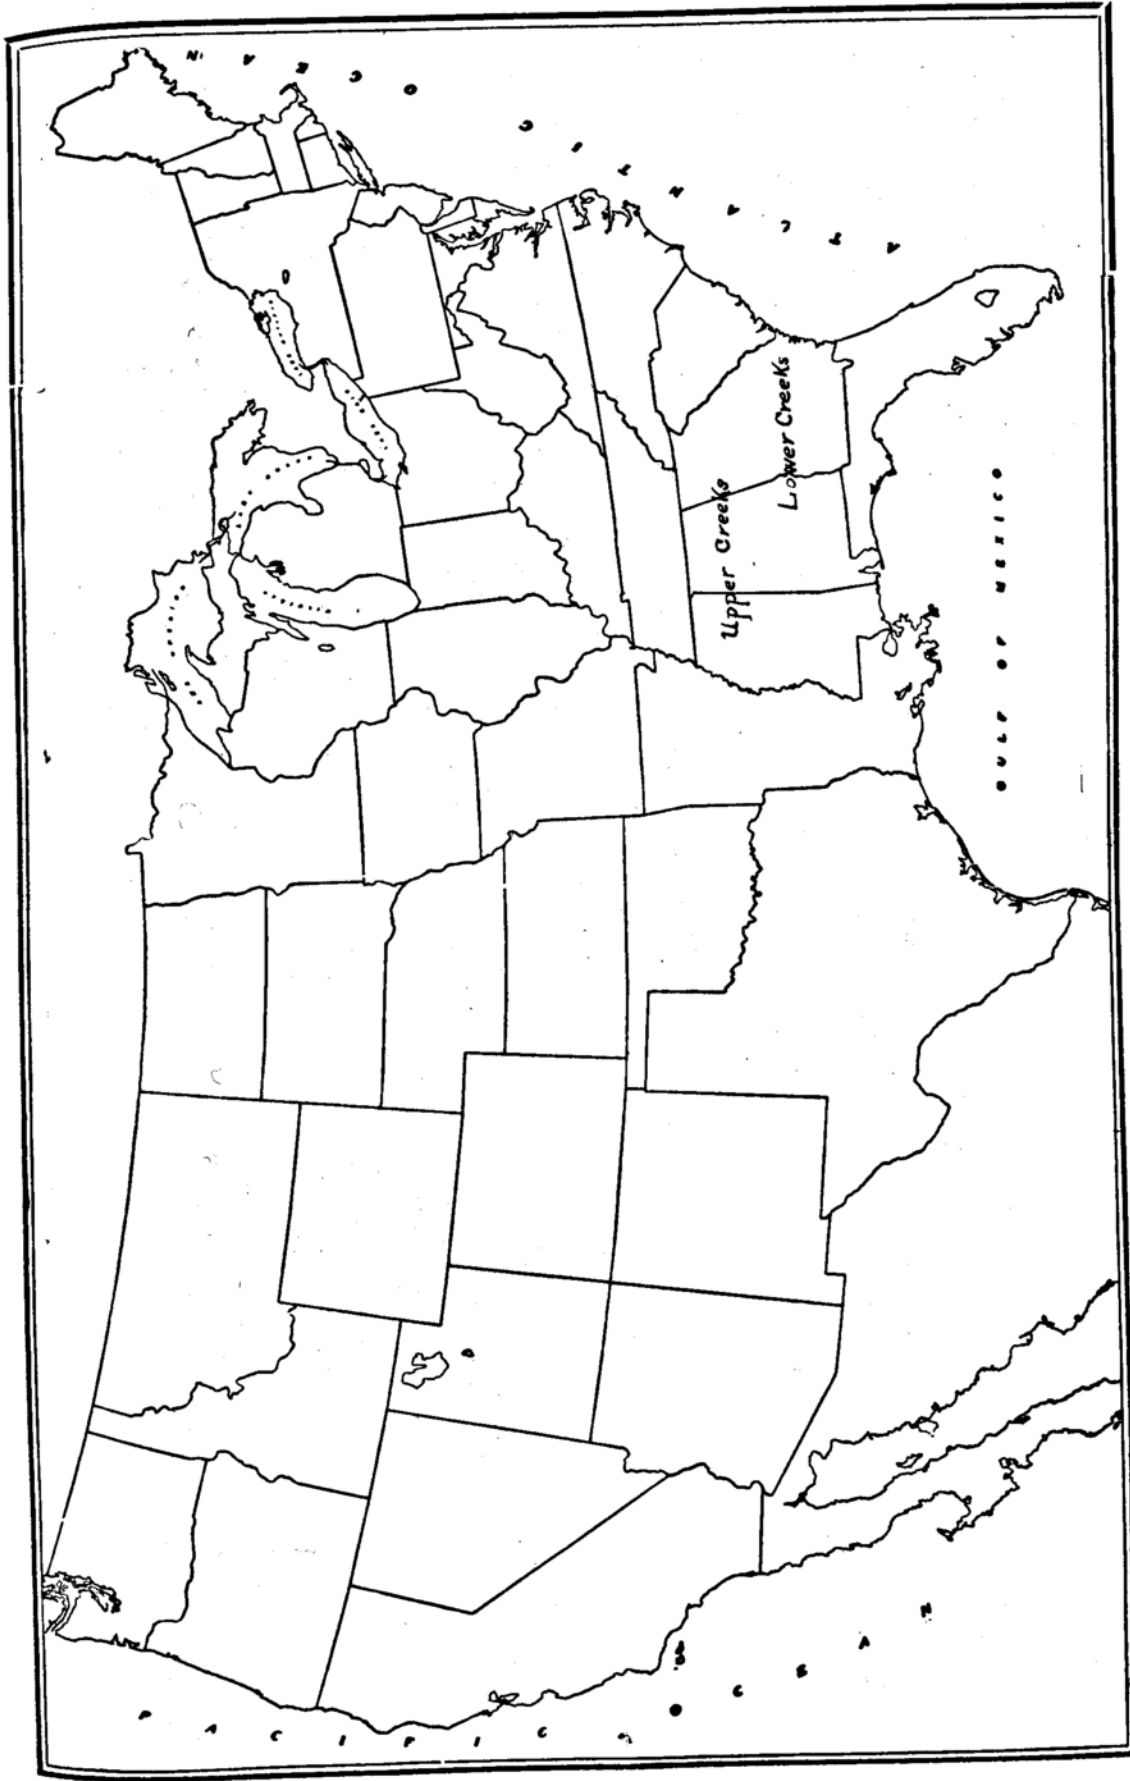 ATLANTIC OCEAN
Lower Creeks
Upper Creeks
GULF OF MEXICO
PACIFIC OCEAN